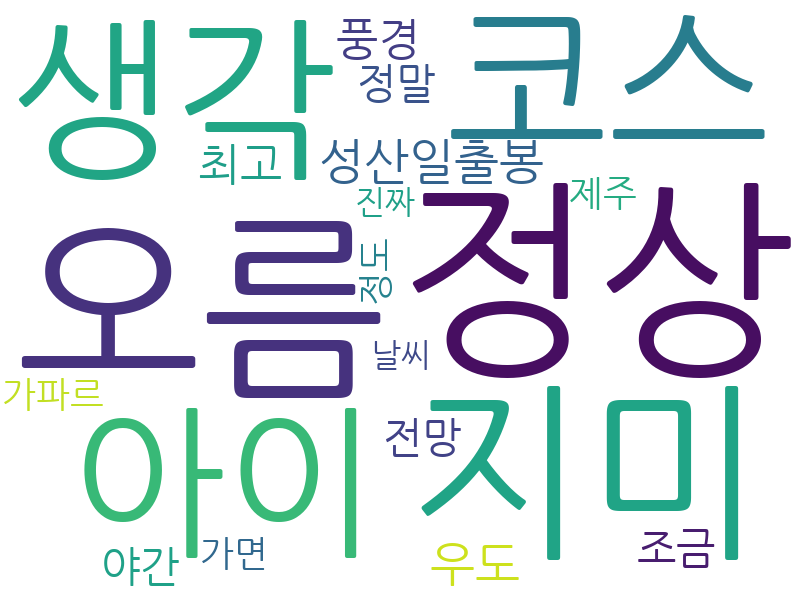 생각
풍경
코스
정말
최고
성산일출봉
진짜
제주
오름
정도
정상
날씨
가파르
아이
전망
지미
야간
가면
우도
조금